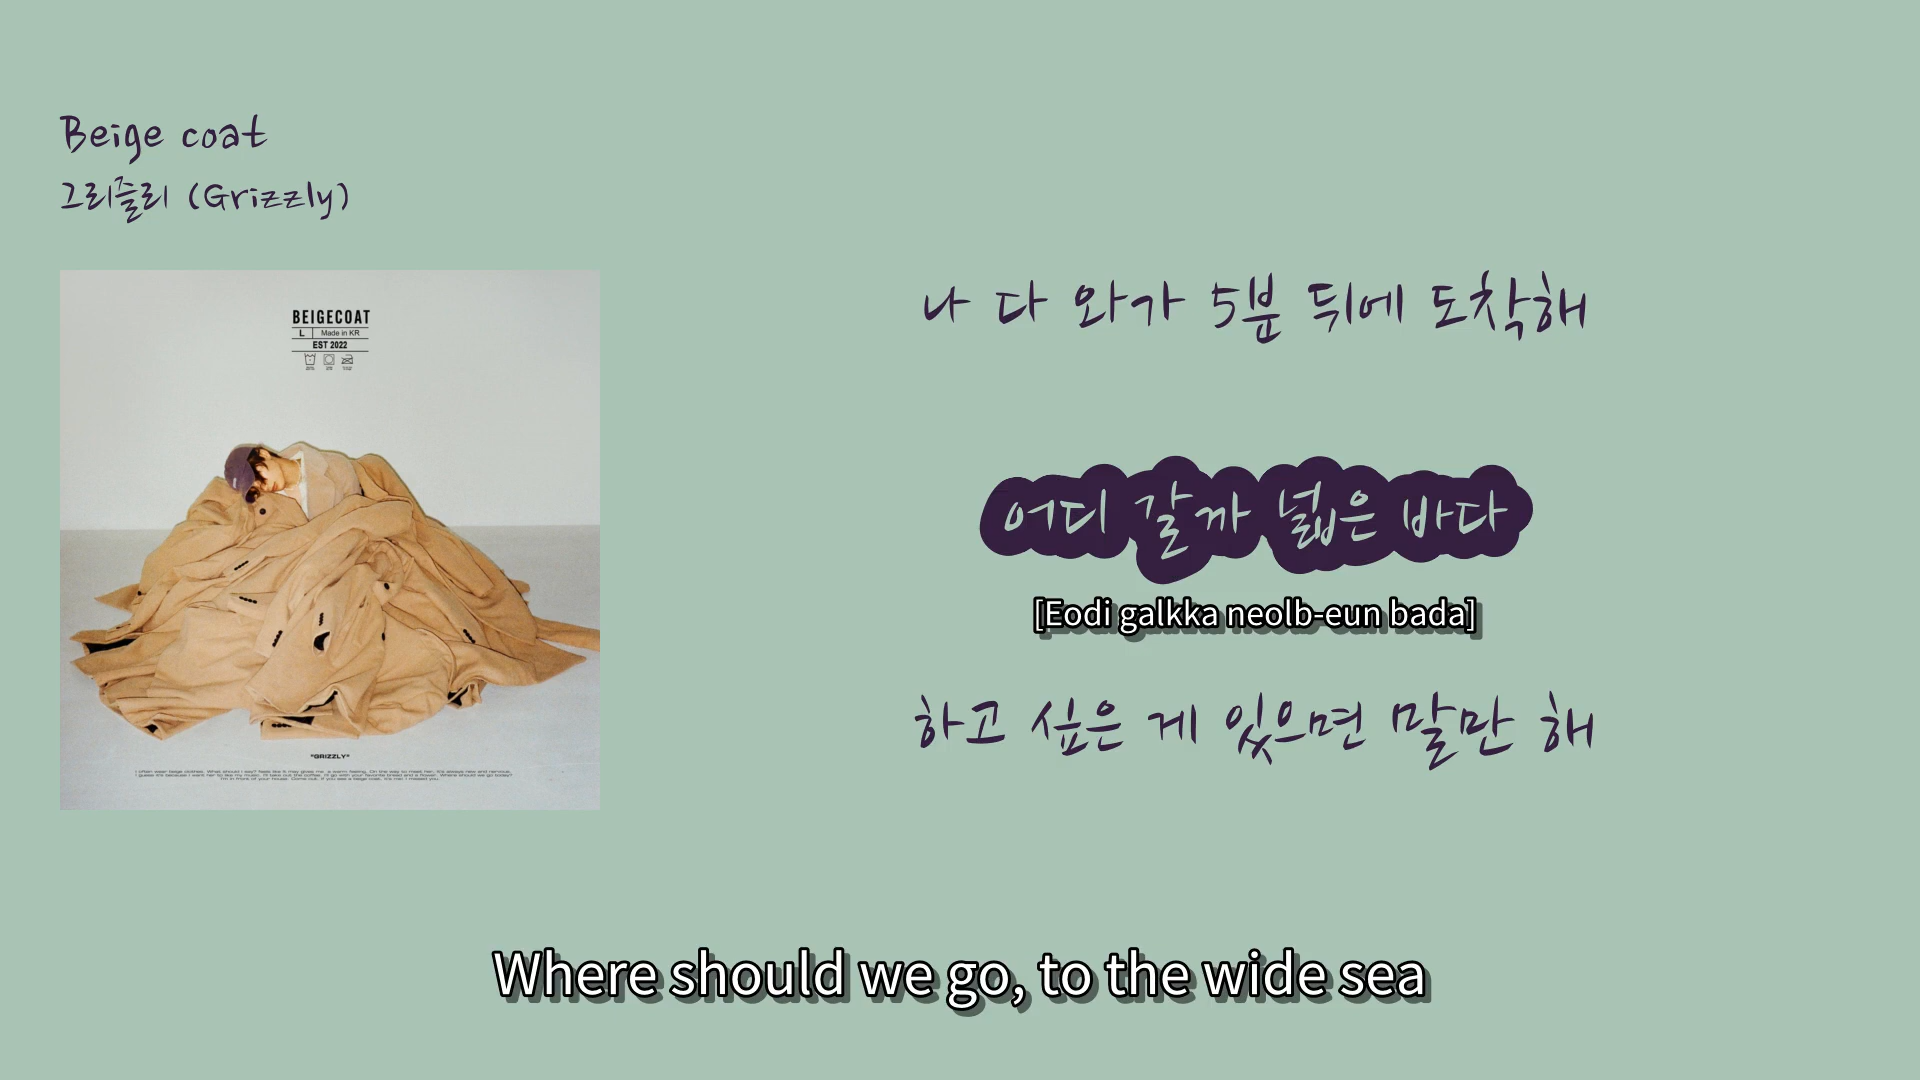 Beige coat
그리즐리 (Grizzly)
BEIGECOAT
L Made in KR
EST 2022
"GRIZZLY"
나 다 와가 5분 뒤에 도착해
어디 갈까 넓은 바다
[Eodi galkka neolb-eun bada]
하고 싶은 게 있으면 말만 해
Where should we go, to the wide sea